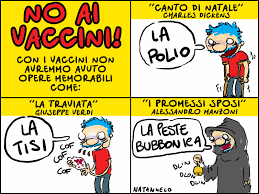 NO AI
VACCINI!
CON I VACCINI NON
AVREMMO AVUTO
OPERE MEMORABILI
COME:
"CANTO DI NATALE"
CHARLES DICKENS
LA
POLIO
"LA TRAVIATA"
GIUSEPPE VERDI
LA
TISI
COF
COF
COF
"I PROMESSI SPOSI"
ALESSANDRO MANZONI
LA PESTE
BUBBONICA
DLIN
DLON
DLIN
NATANGELO